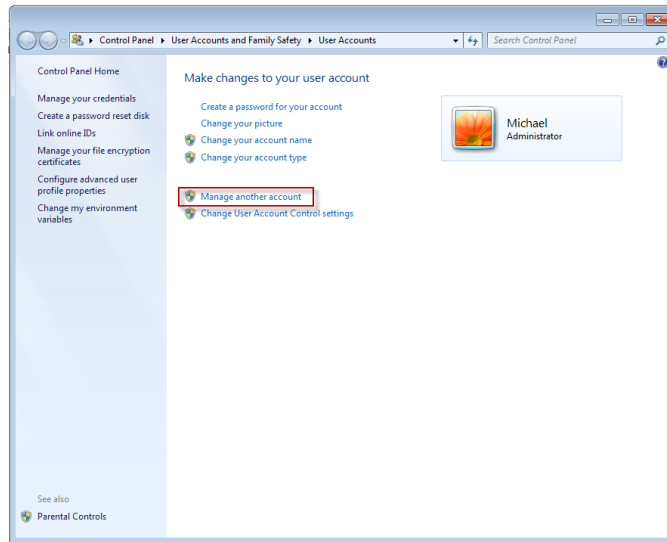 Control Panel ▸ User Accounts and Family Safety ▸ User Accounts
Search Control Panel
Control Panel Home
Manage your credentials
Create a password reset disk
Link online IDs
Manage your file encryption
certificates
Configure advanced user
profile properties
Change my environment
variables
See also
Parental Controls
Make changes to your user account
Create a password for your account
Change your picture
Change your account name
Change your account type
Manage another account
Change User Account Control settings
Michael
Administrator